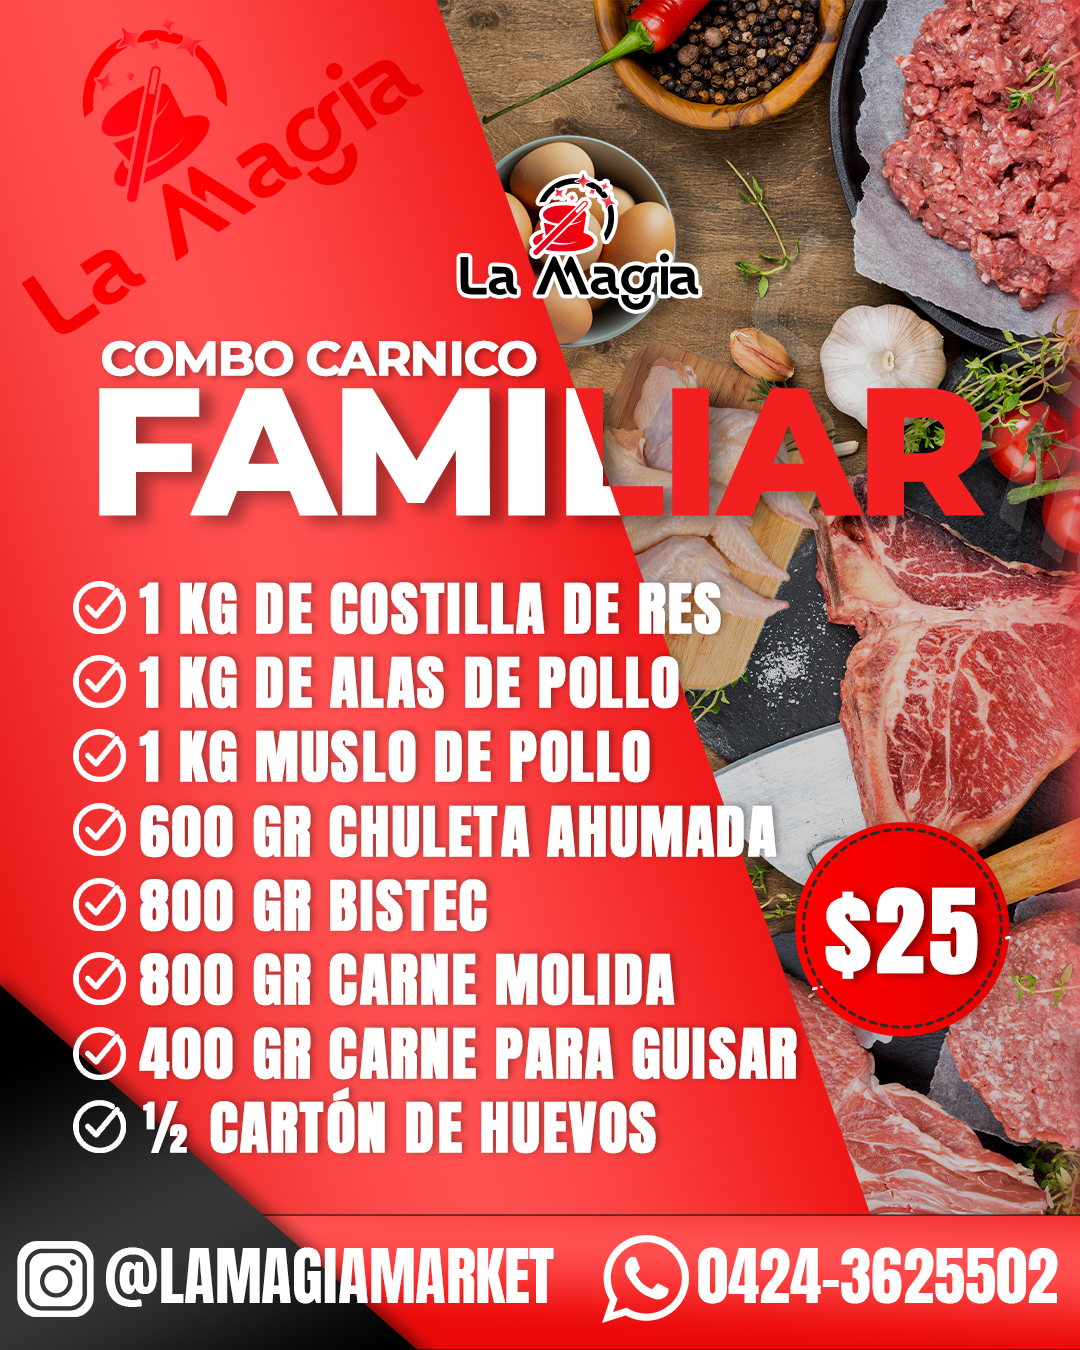 La Magia
La Magia
COMBO CARNICO
FAMILIAR
1 KG DE COSTILLA DE RES
1 KG DE ALAS DE POLLO
1 KG MUSLO DE POLLO
600 GR CHULETA AHUMADA
800 GR BISTEC
800 GR CARNE MOLIDA
400 GR CARNE PARA GUISAR
½ CARTÓN DE HUEVOS
$25
@LAMAGIAMARKET
0424-3625502